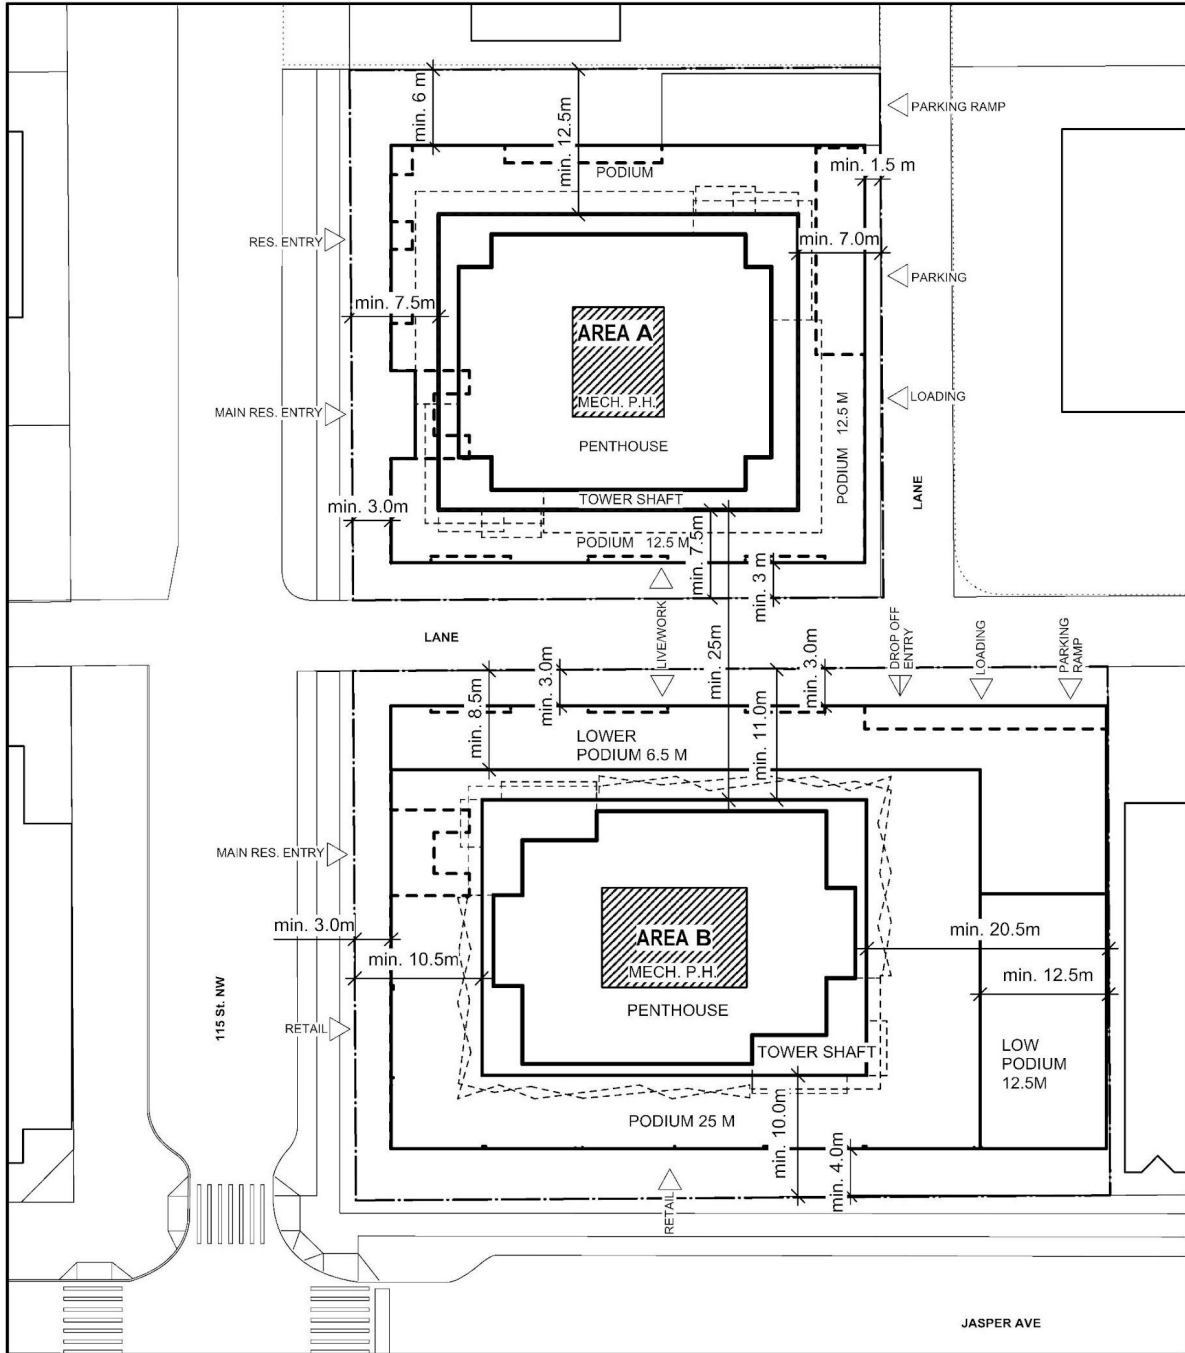 min. 6 m
min. 12.5m
PARKING RAMP
PODIUM
min. 1.5 m
RES. ENTRY
min. 7.0m
PARKING
min. 7.5m
AREA A
MECH. P.H.
MAIN RES. ENTRY
LOADING
PENTHOUSE
PODIUM 12.5 M
LANE
TOWER SHAFT
min. 3.0m
PODIUM 12.5 M
min. 7.5m
min. 3 m
LANE
LIVE/WORK
min. 25m
DROP OFF
ENTRY
LOADING
PARKING
RAMP
min. 8.5m
min. 3.0m
min. 11.0m
min. 3.0m
LOWER
PODIUM 6.5 M
MAIN RES. ENTRY
min. 3.0m
min. 10.5m
AREA B
MECH. P.H.
PENTHOUSE
min. 20.5m
min. 12.5m
115 St. NW
RETAIL
TOWER SHAFT
LOW
PODIUM
12.5M
PODIUM 25 M
min. 10.0m
min. 4.0m
RETAIL
JASPER AVE